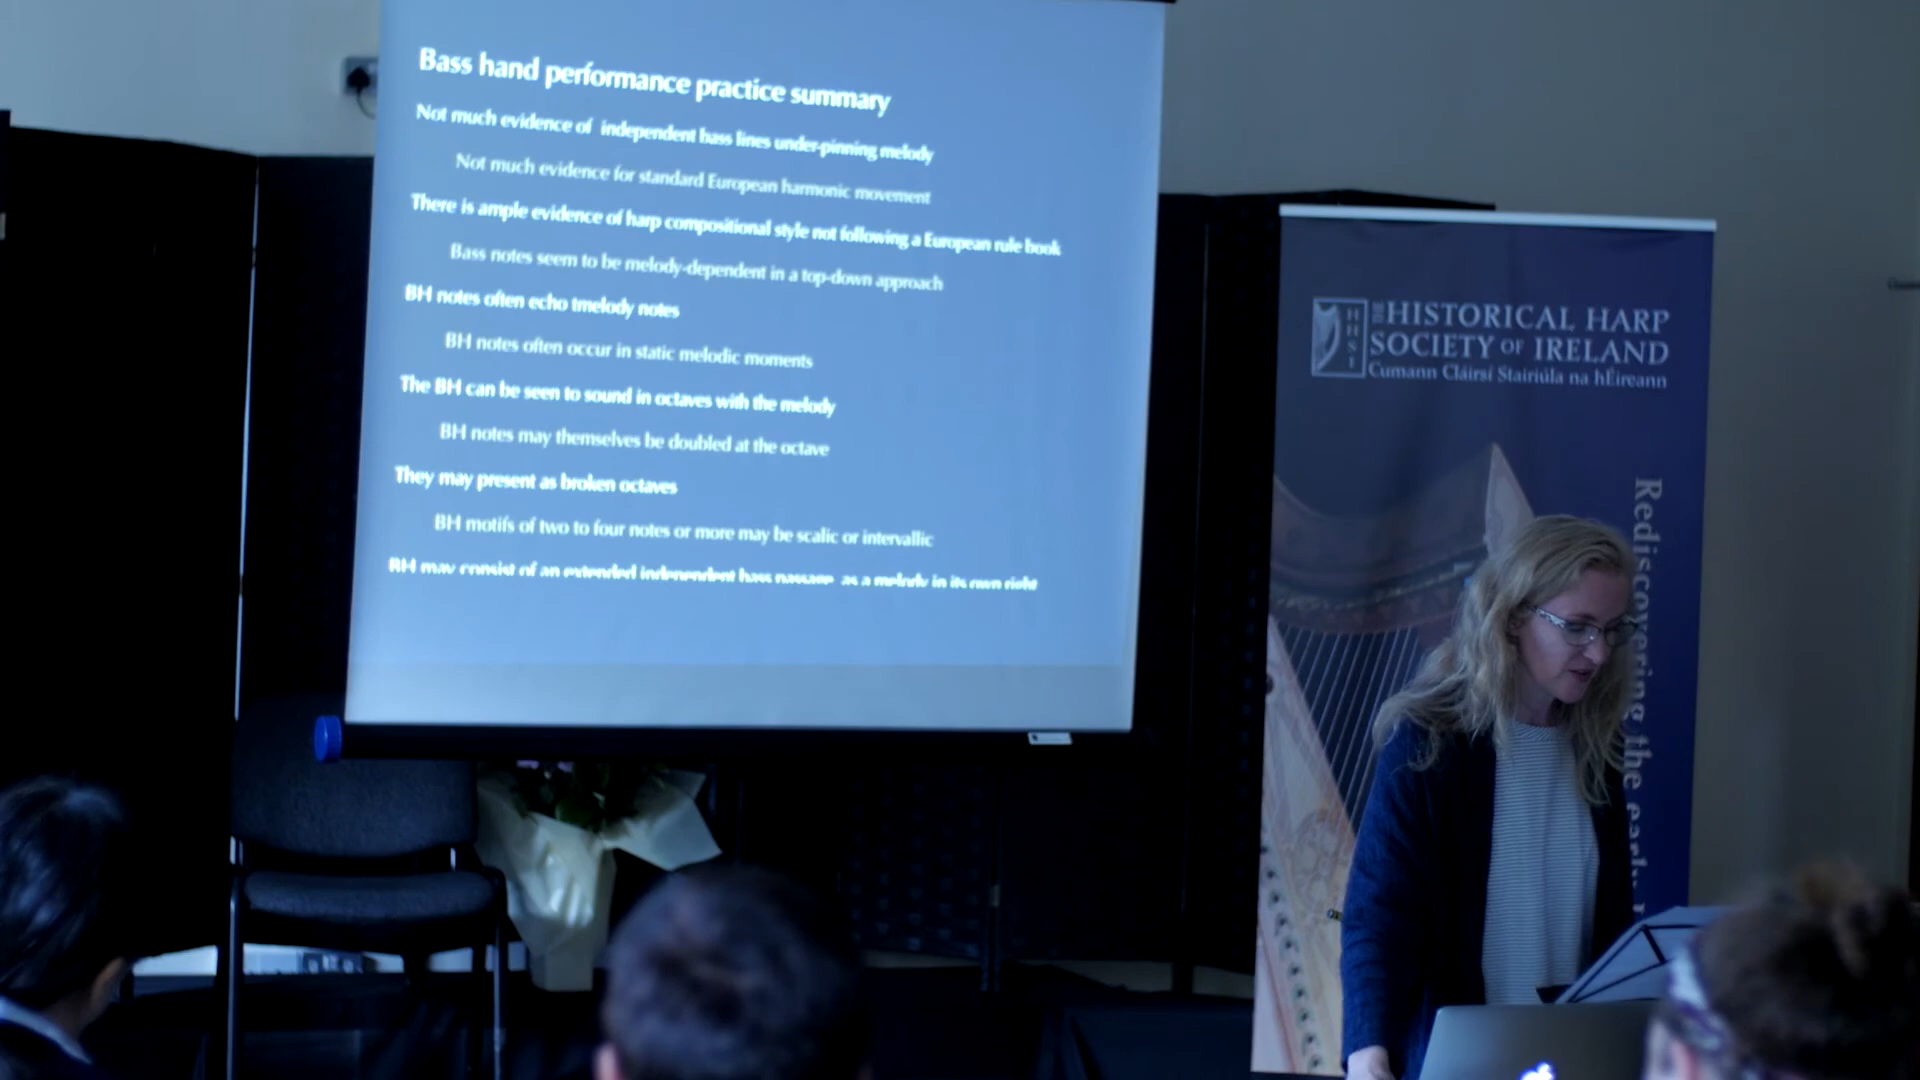 Bass hand performance practice summary
Not much evidence of independent bass lines under-pinning melody
Not much evidence for standard European harmonic movement
There is ample evidence of harp compositional style not following a European rule book
Bass notes seem to be melody-dependent in a top-down approach
BH notes often echo tmelody notes
BH notes often occur in static melodic moments
The BH can be seen to sound in octaves with the melody
BH notes may themselves be doubled at the octave
They may present as broken octaves
BH motifs of two to four notes or more may be scalic or intervallic
BH may consist of an extended independent bass passage as a melody in its own right
HHSI
THE HISTORICAL HARP
SOCIETY OF IRELAND
Cumann Cláirsí Stairiúla na hÉireann
Rediscovering the